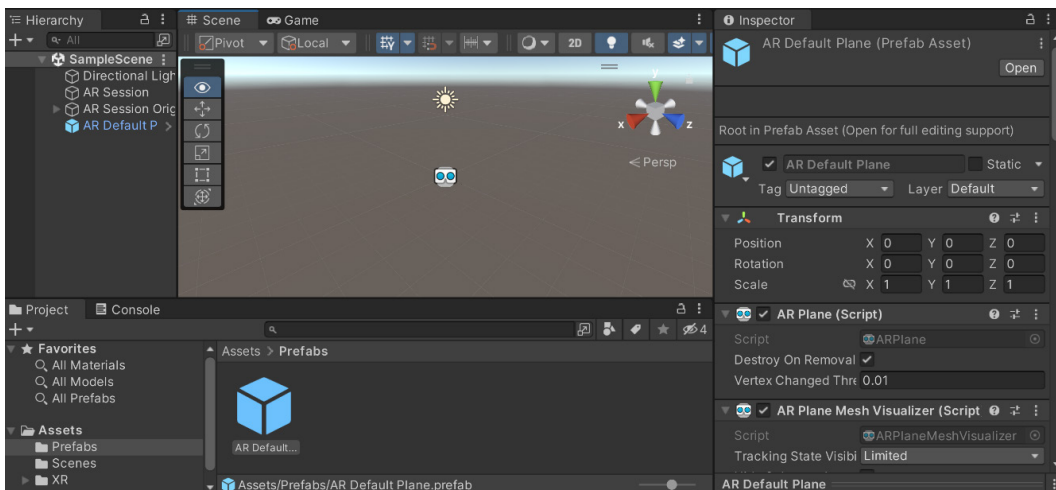 Hierarchy
All
SampleScene
Directional Ligh
AR Session
AR Session Orig
AR Default P
Scene
Game
Pivot
Local
2D
y
x
z
Persp
Project
Console
4
Favorites
All Materials
All Models
All Prefabs
Assets
Prefabs
Scenes
XR
Assets > Prefabs
AR Default...
Assets/Prefabs/AR Default Plane.prefab
Inspector
AR Default Plane (Prefab Asset)
Open
Root in Prefab Asset (Open for full editing support)
AR Default Plane Static
Tag Untagged Layer Default
Transform
Position X 0 Y 0 Z 0
Rotation X 0 Y 0 Z 0
Scale X 1 Y 1 Z 1
AR Plane (Script)
Script ARPlane
Destroy On Removal
Vertex Changed Thre 0.01
AR Plane Mesh Visualizer (Script
Script ARPlaneMeshVisualizer
Tracking State Visibi Limited
AR Default Plane